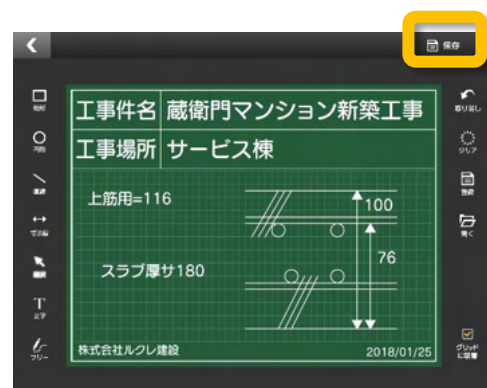 保存
工事件名 蔵衛門マンション新築工事
工事場所 サービス棟
上筋用=116
100
76
スラブ厚サ180
株式会社ルクレ建設 2018/01/25
取り消し
クリア
開く
グリッド
に吸着
寸法線
T
文字
フリー